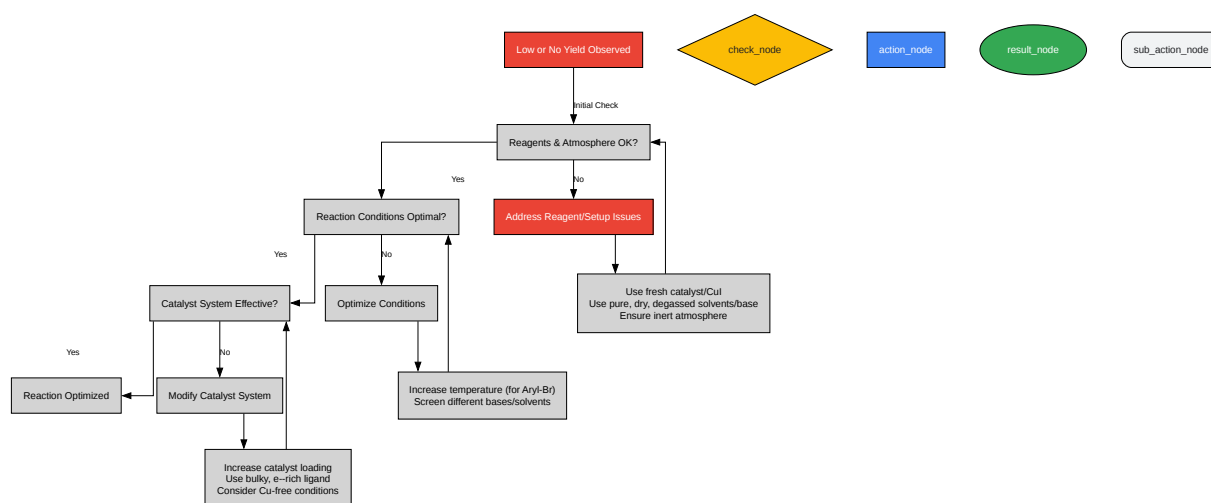 Low or No Yield Observed
check_node
action_node
result_node
sub_action_node
Initial Check
Reagents & Atmosphere OK?
Yes
No
Reaction Conditions Optimal?
Address Reagent/Setup Issues
Yes
No
Use fresh catalyst/CuI
Use pure, dry, degassed solvents/base
Ensure inert atmosphere
Catalyst System Effective?
Optimize Conditions
Yes
No
Increase temperature (for Aryl-Br)
Screen different bases/solvents
Reaction Optimized
Modify Catalyst System
Increase catalyst loading
Use bulky, e--rich ligand
Consider Cu-free conditions